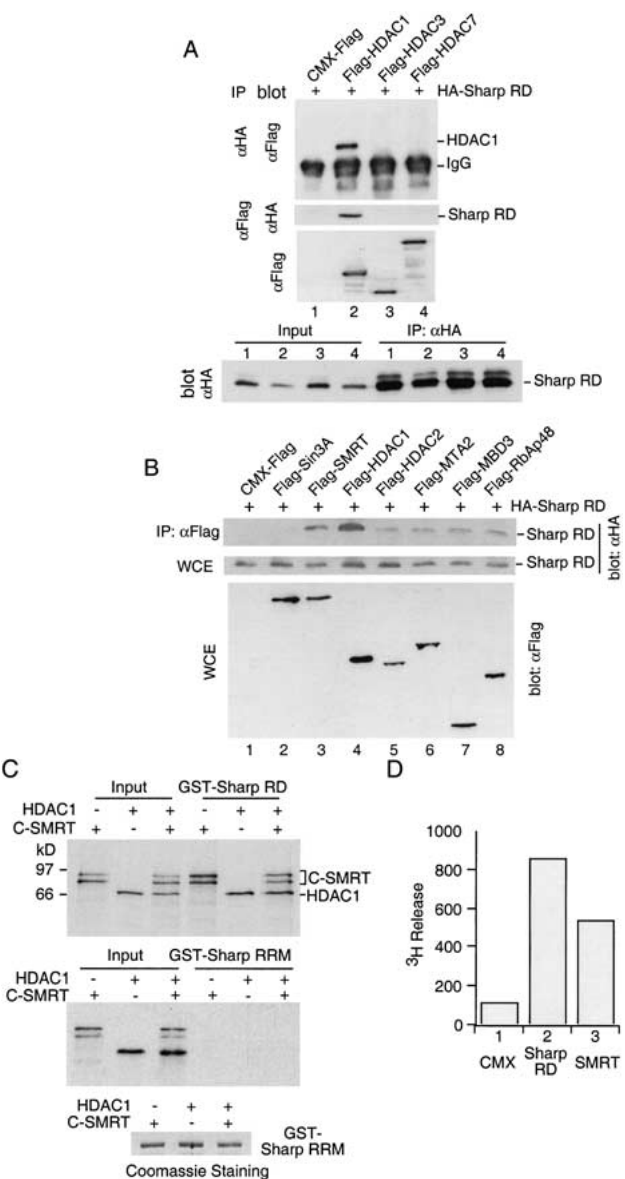 A
CMX-Flag
Flag-HDAC1
Flag-HDAC3
Flag-HDAC7
IP blot + + + + HA-Sharp RD
αHA αFlag
-HDAC1
-IgG
αFlag αHA
- Sharp RD
αFlag
1 2 3 4
Input IP: αHA
1 2 3 4 1 2 3 4
blot αHA
- Sharp RD
B
CMX-Flag
Flag-Sin3A
Flag-SMRT
Flag-HDAC1
Flag-HDAC2
Flag-MTA2
Flag-MBD3
Flag-RbAp48
+ + + + + + + + HA-Sharp RD
IP: αFlag - Sharp RD
WCE - Sharp RD
blot: αHA
WCE
blot: αFlag
1 2 3 4 5 6 7 8
C
Input GST-Sharp RD
HDAC1 - + + - + +
C-SMRT + - + + - +
kD
97
C-SMRT
66 -HDAC1
Input GST-Sharp RRM
HDAC1 - + + - + +
C-SMRT + - + + - +
HDAC1 - + +
C-SMRT + - +
GST-
Sharp RRM
Coomassie Staining
D
³H Release
1000
800
600
400
200
0
1 2 3
CMX Sharp RD SMRT